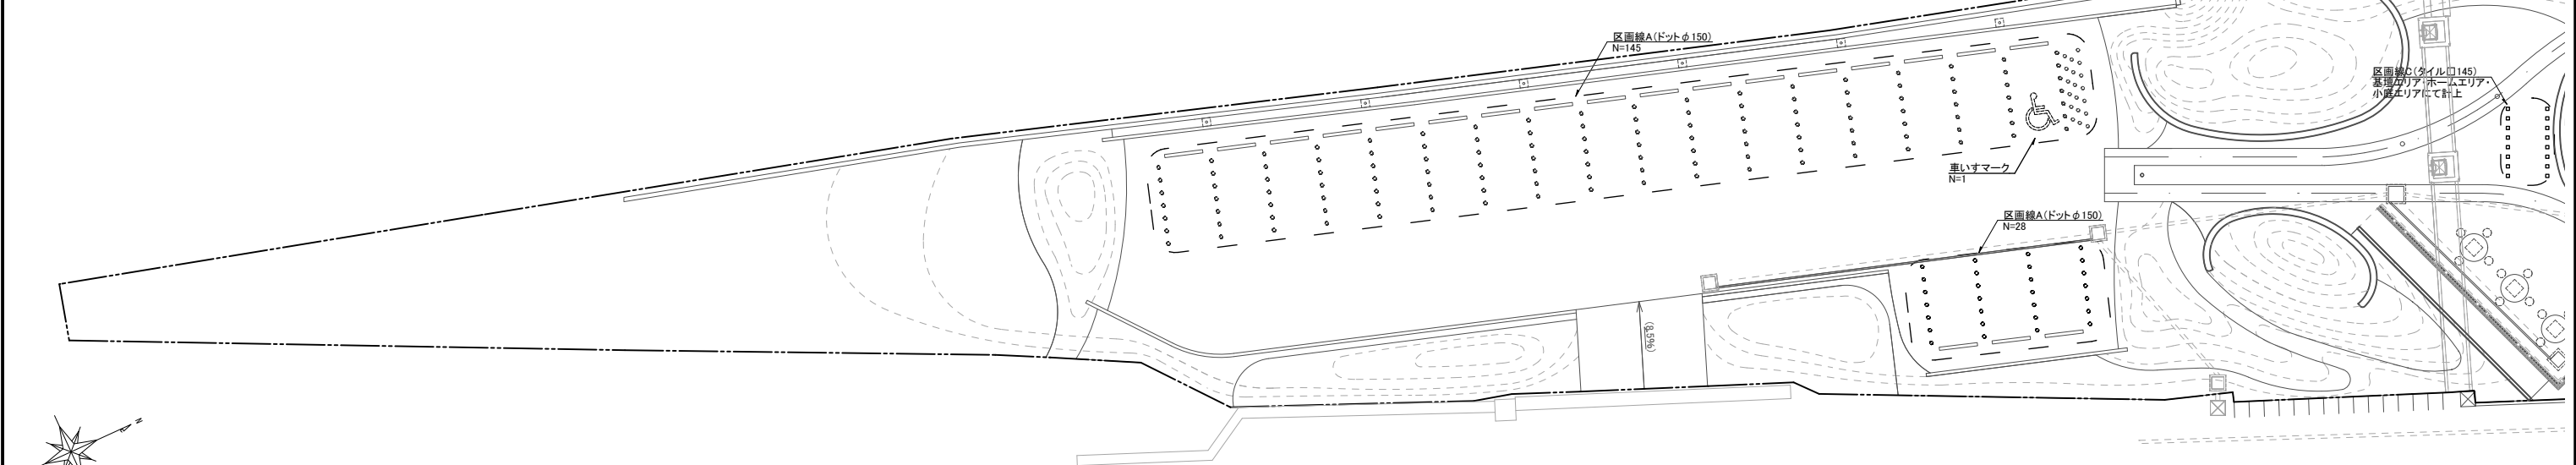 区画線A(ドットφ150)
N=145
区画線C(タイル□145)
基壇エリア・ホームエリア・
小庭エリアにて計上
車いすマーク
N=1
区画線A(ドットφ150)
N=28
(8.5%)
N